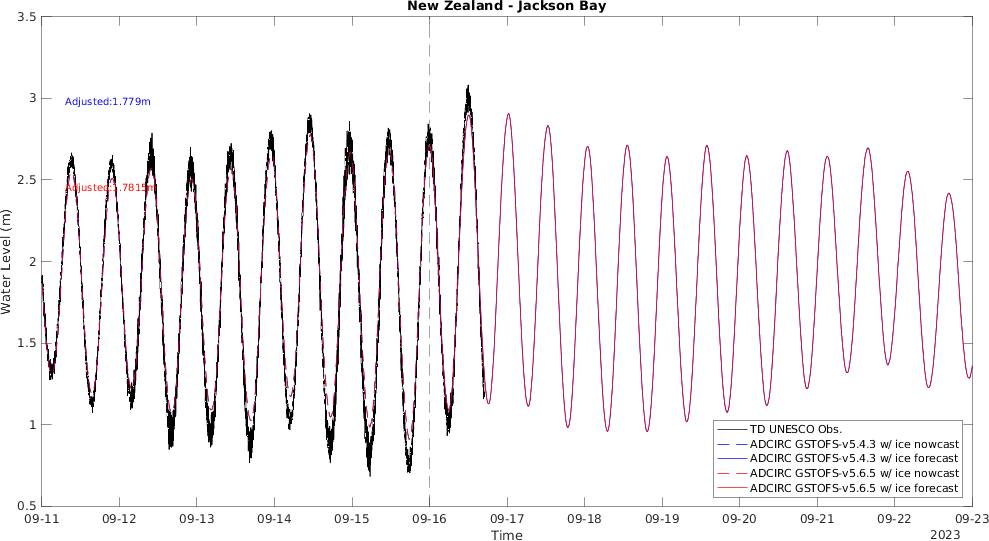 New Zealand - Jackson Bay
3.5
3
2.5
2
1.5
1
0.5
Water Level (m)
Adjusted:1.779m
Adjusted:1.7815m
TD UNESCO Obs.
ADCIRC GSTOFS-v5.4.3 w/ ice nowcast
ADCIRC GSTOFS-v5.4.3 w/ ice forecast
ADCIRC GSTOFS-v5.6.5 w/ ice nowcast
ADCIRC GSTOFS-v5.6.5 w/ ice forecast
09-11 09-12 09-13 09-14 09-15 09-16 09-17 09-18 09-19 09-20 09-21 09-22 09-23
Time
2023